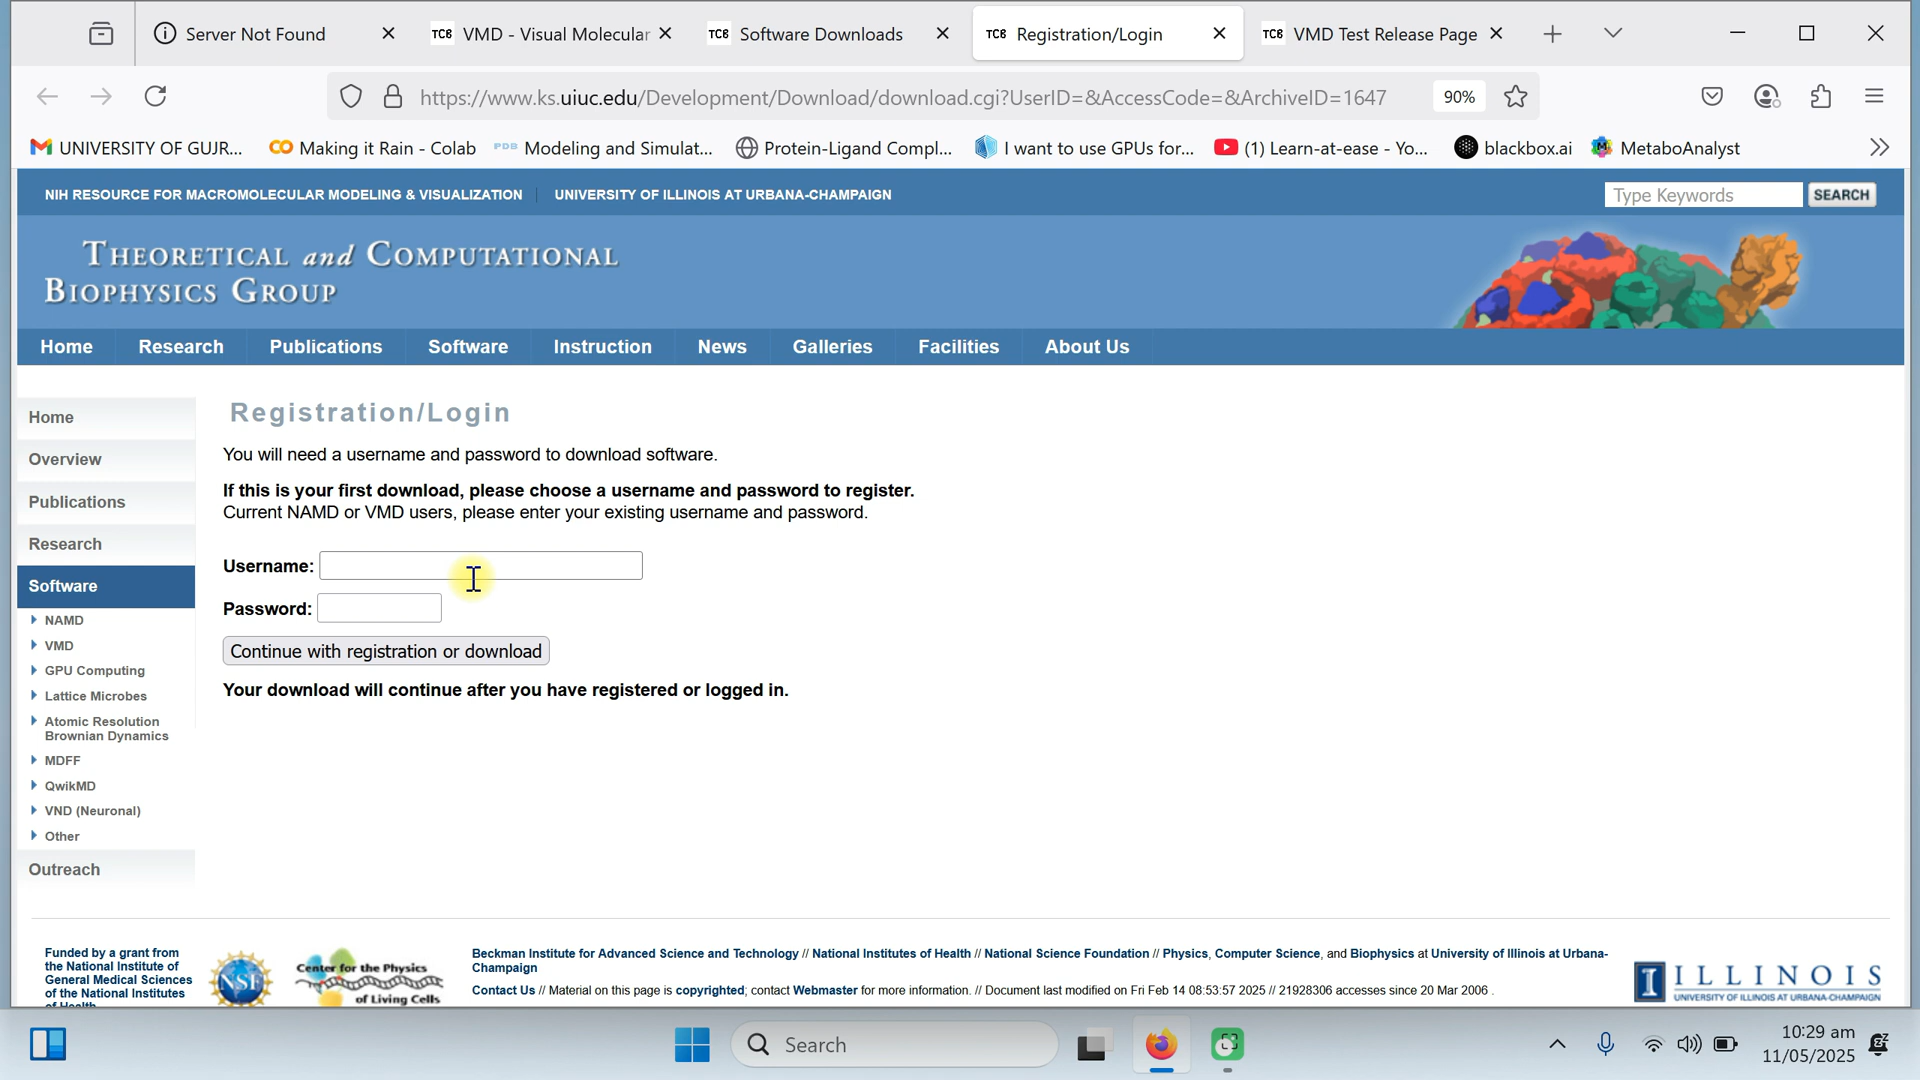 Server Not Found
TCB VMD - Visual Molecular
TCB Software Downloads
TCB Registration/Login
TCB VMD Test Release Page
https://www.ks.uiuc.edu/Development/Download/download.cgi?UserID=&AccessCode=&ArchiveID=1647
90%
UNIVERSITY OF GUJR...
Making it Rain - Colab
PDB Modeling and Simulat...
Protein-Ligand Compl...
I want to use GPUs for...
(1) Learn-at-ease - Yo...
blackbox.ai
MetaboAnalyst
NIH RESOURCE FOR MACROMOLECULAR MODELING & VISUALIZATION
UNIVERSITY OF ILLINOIS AT URBANA-CHAMPAIGN
Type Keywords
SEARCH
THEORETICAL and COMPUTATIONAL
BIOPHYSICS GROUP
Home Research Publications Software Instruction News Galleries Facilities About Us
Home
Overview
Publications
Research
Software
NAMD
VMD
GPU Computing
Lattice Microbes
Atomic Resolution
Brownian Dynamics
MDFF
QwikMD
VND (Neuronal)
Other
Outreach
Registration/Login
You will need a username and password to download software.
If this is your first download, please choose a username and password to register.
Current NAMD or VMD users, please enter your existing username and password.
Username:
Password:
Continue with registration or download
Your download will continue after you have registered or logged in.
Funded by a grant from
the National Institute of
General Medical Sciences
of the National Institutes
of Health
NSF
Center for the Physics
of Living Cells
Beckman Institute for Advanced Science and Technology // National Institutes of Health // National Science Foundation // Physics, Computer Science, and Biophysics at University of Illinois at Urbana-
Champaign
Contact Us // Material on this page is copyrighted; contact Webmaster for more information. // Document last modified on Fri Feb 14 08:53:57 2025 // 21928306 accesses since 20 Mar 2006 .
I ILLINOIS
UNIVERSITY OF ILLINOIS AT URBANA-CHAMPAIGN
Search
10:29 am
11/05/2025